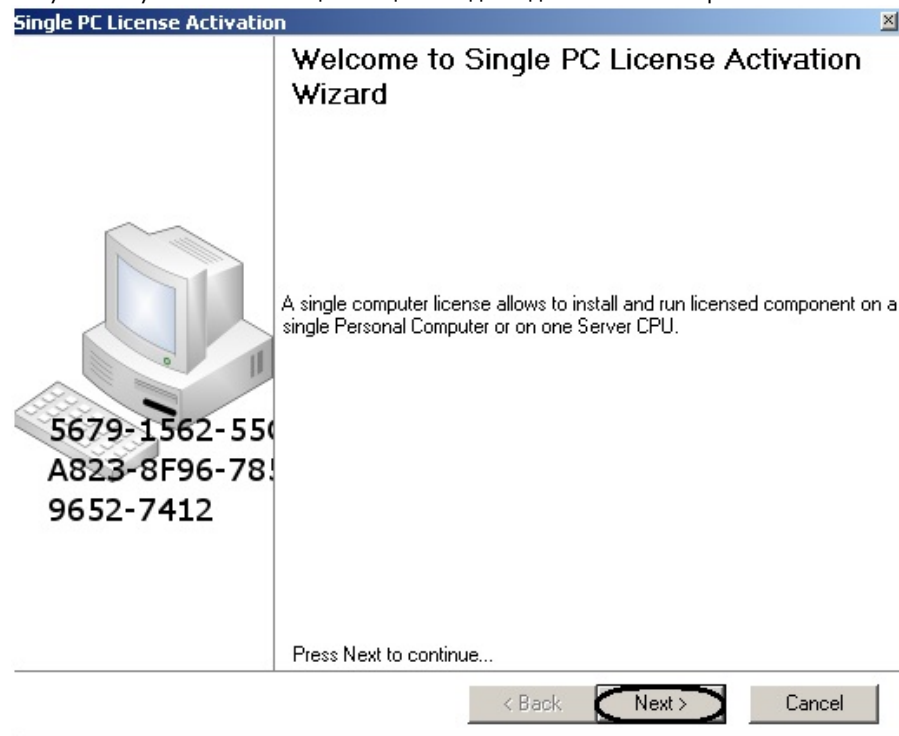 Single PC License Activation
Welcome to Single PC License Activation
Wizard
A single computer license allows to install and run licensed component on a
single Personal Computer or on one Server CPU.
5679-1562-55
A823-8F96-78
9652-7412
Press Next to continue...
< Back
Next >
Cancel